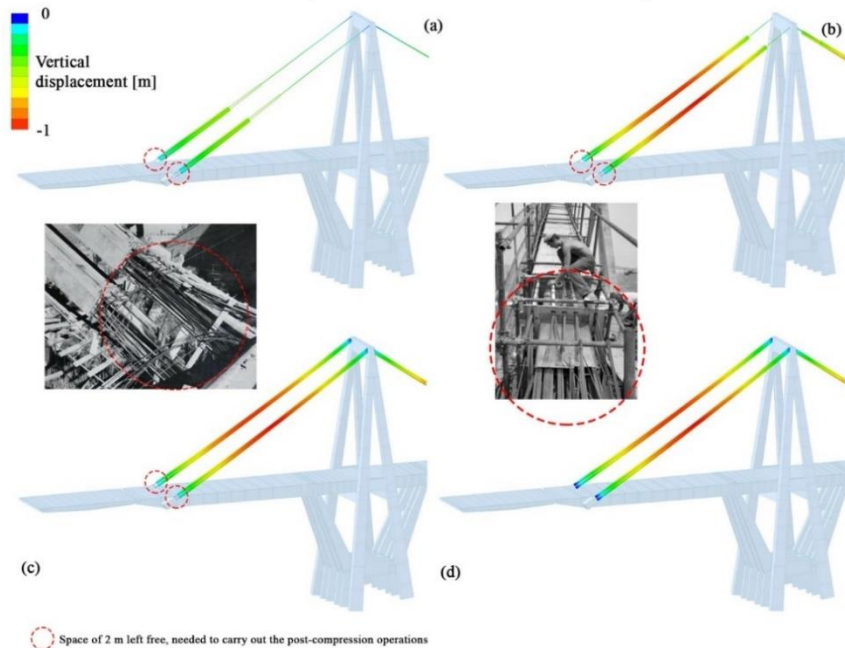 0
Vertical
displacement [m]
-1
(a)
(b)
(c)
(d)
Space of 2 m left free, needed to carry out the post-compression operations